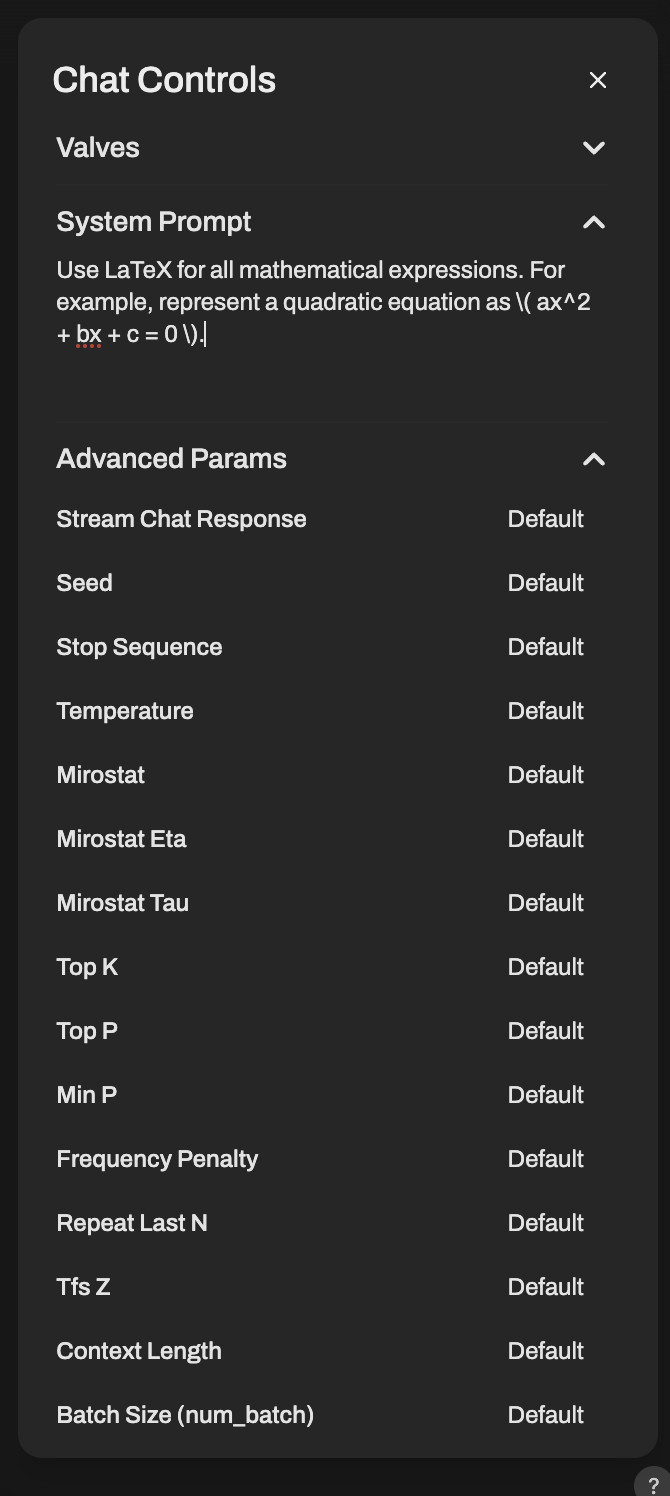 Chat Controls
Valves
System Prompt
Use LaTeX for all mathematical expressions. For
example, represent a quadratic equation as \( ax^2
+ bx + c = 0 \).
Advanced Params
Stream Chat Response Default
Seed Default
Stop Sequence Default
Temperature Default
Mirostat Default
Mirostat Eta Default
Mirostat Tau Default
Top K Default
Top P Default
Min P Default
Frequency Penalty Default
Repeat Last N Default
Tfs Z Default
Context Length Default
Batch Size (num_batch) Default
?